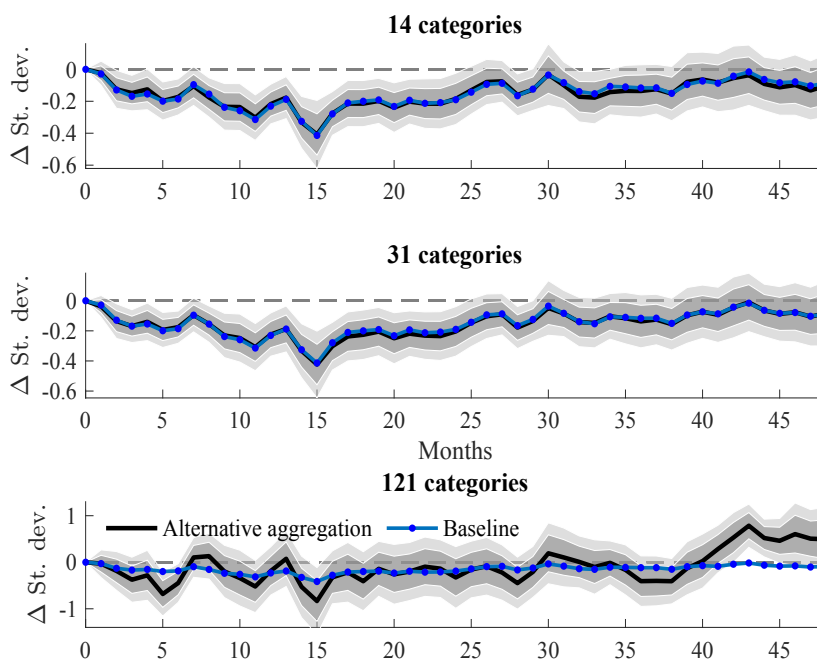 14 categories
Δ St. dev.
0
-0.2
-0.4
-0.6
0 5 10 15 20 25 30 35 40 45
31 categories
Δ St. dev.
0
-0.2
-0.4
-0.6
0 5 10 15 20 25 30 35 40 45
Months
121 categories
Δ St. dev.
1
0
-1
Alternative aggregation Baseline
0 5 10 15 20 25 30 35 40 45